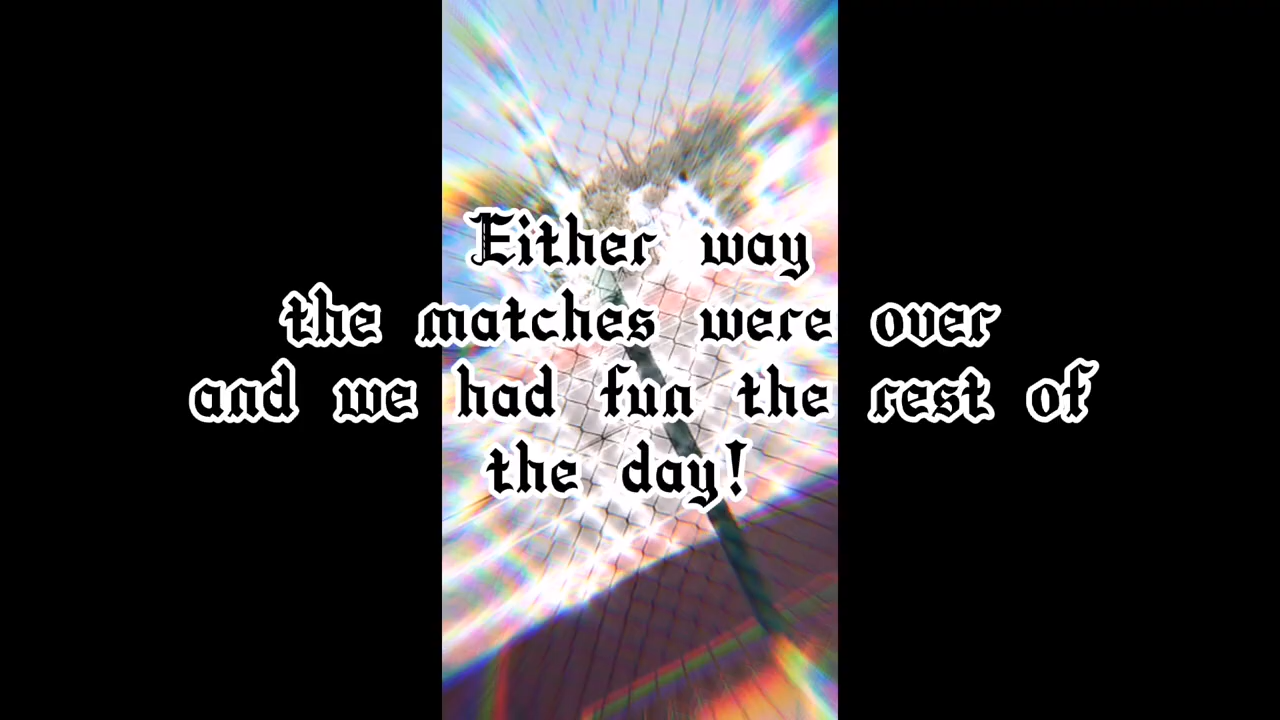 Either way
the matches were over
and we had fun the rest of
the day!